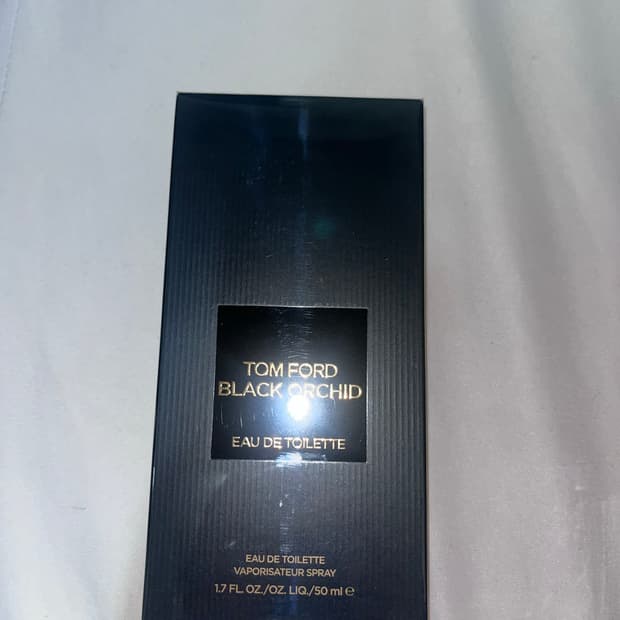 TOM FORD
BLACK ORCHID
EAU DE TOILETTE
EAU DE TOILETTE
VAPORISATEUR SPRAY
1.7 FL. OZ./OZ. LIQ./50 ml ℮